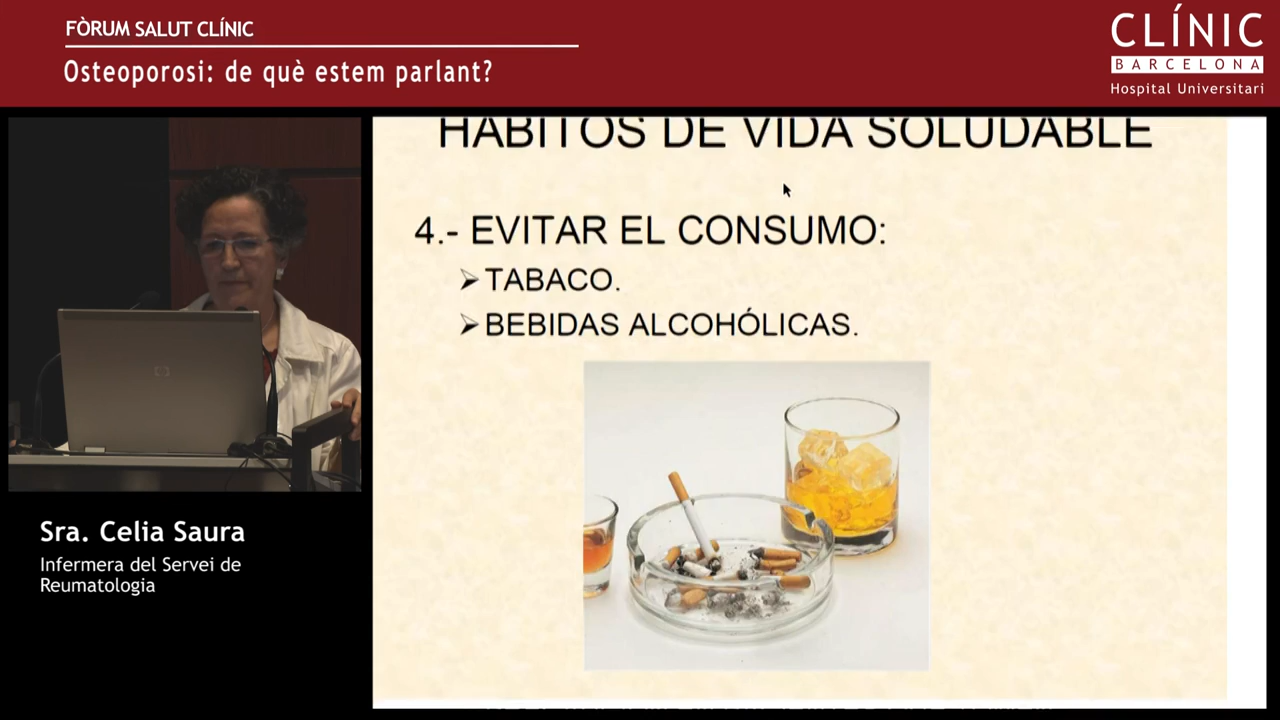 FÒRUM SALUT CLÍNIC
Osteoporosi: de què estem parlant?
CLÍNIC
BARCELONA
Hospital Universitari
HÁBITOS DE VIDA SOLUDABLE
4.- EVITAR EL CONSUMO:
TABACO.
BEBIDAS ALCOHÓLICAS.
Sra. Celia Saura
Infermera del Servei de
Reumatologia